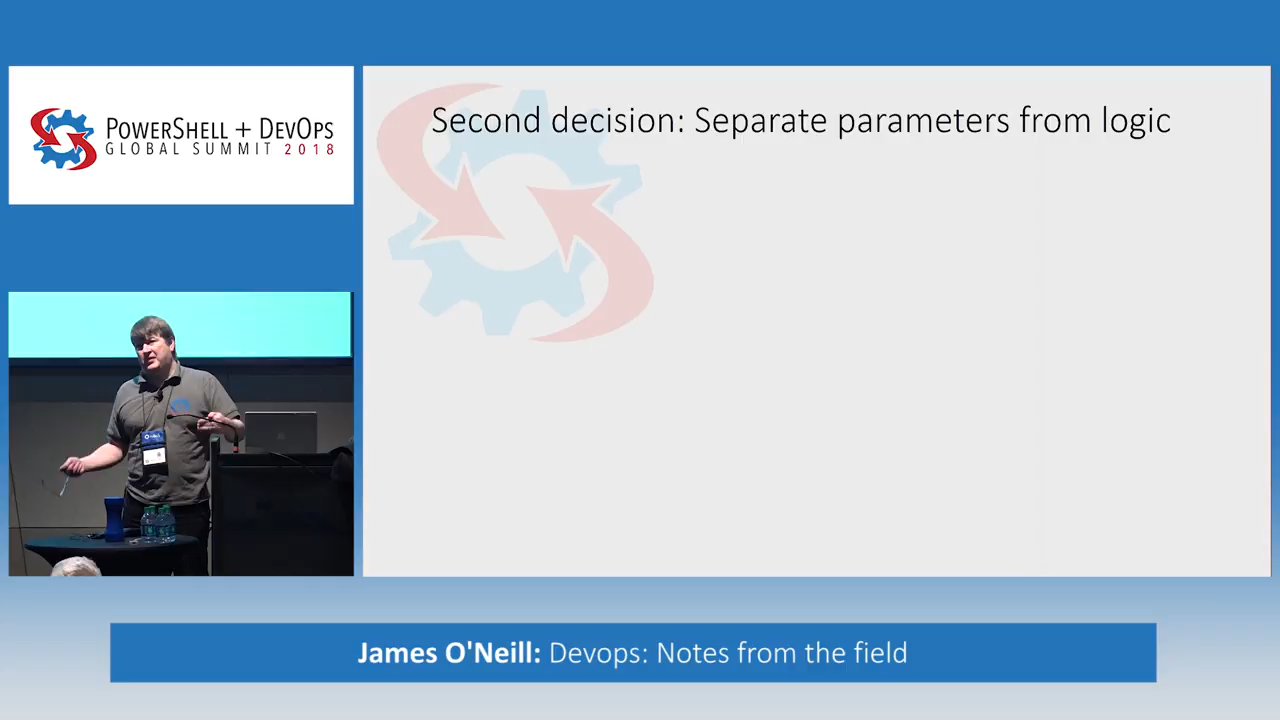 POWERSHELL + DEVOPS
GLOBAL SUMMIT 2018
Second decision: Separate parameters from logic
James O'Neill: Devops: Notes from the field